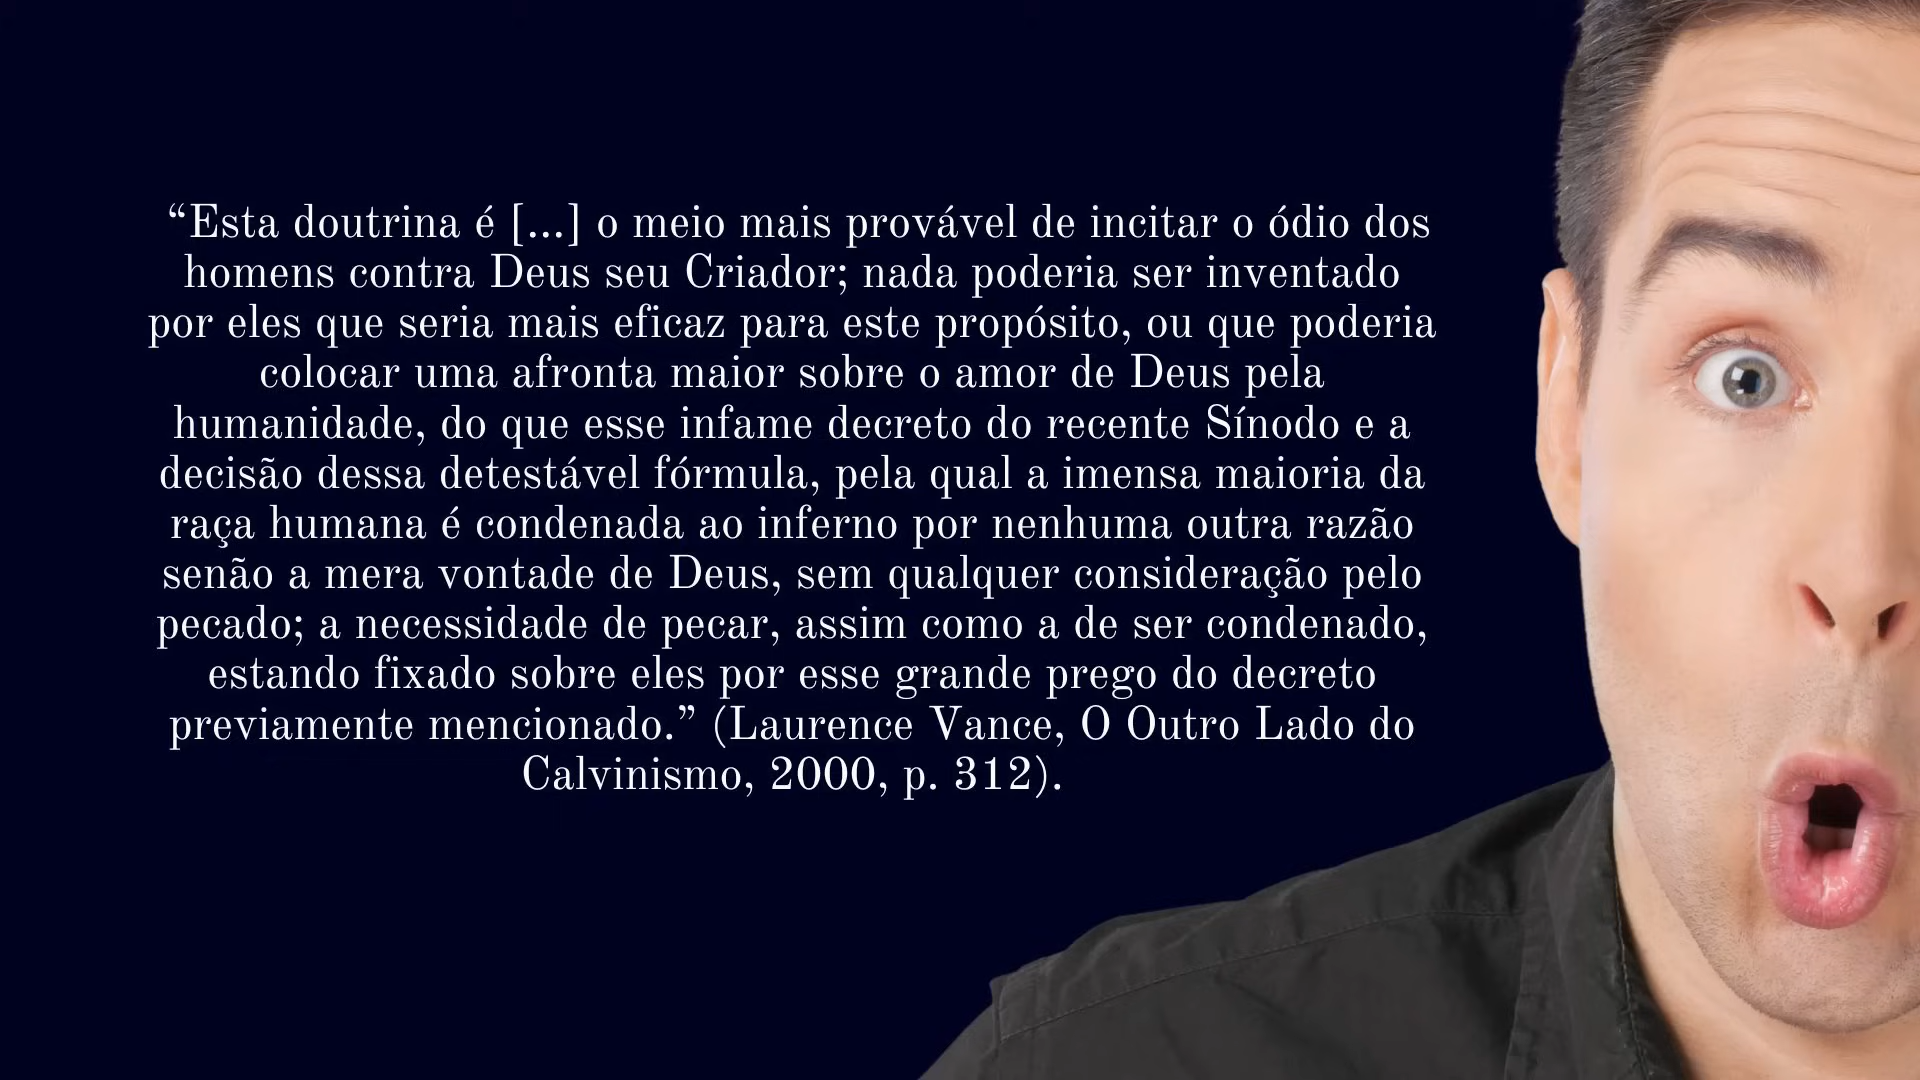 “Esta doutrina é [...] o meio mais provável de incitar o ódio dos
homens contra Deus seu Criador; nada poderia ser inventado
por eles que seria mais eficaz para este propósito, ou que poderia
colocar uma afronta maior sobre o amor de Deus pela
humanidade, do que esse infame decreto do recente Sínodo e a
decisão dessa detestável fórmula, pela qual a imensa maioria da
raça humana é condenada ao inferno por nenhuma outra razão
senão a mera vontade de Deus, sem qualquer consideração pelo
pecado; a necessidade de pecar, assim como a de ser condenado,
estando fixado sobre eles por esse grande prego do decreto
previamente mencionado.” (Laurence Vance, O Outro Lado do
Calvinismo, 2000, p. 312).